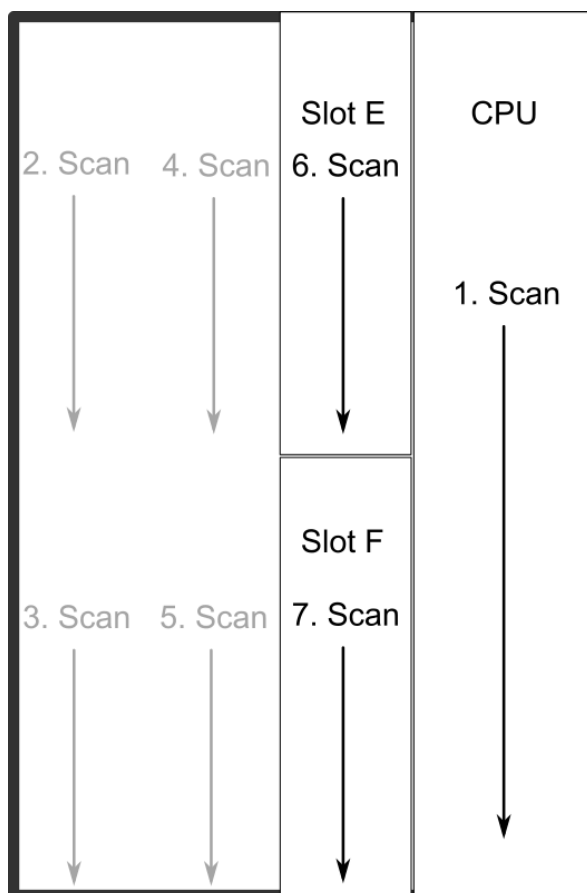 Slot E
CPU
2. Scan
4. Scan
6. Scan
1. Scan
Slot F
3. Scan
5. Scan
7. Scan